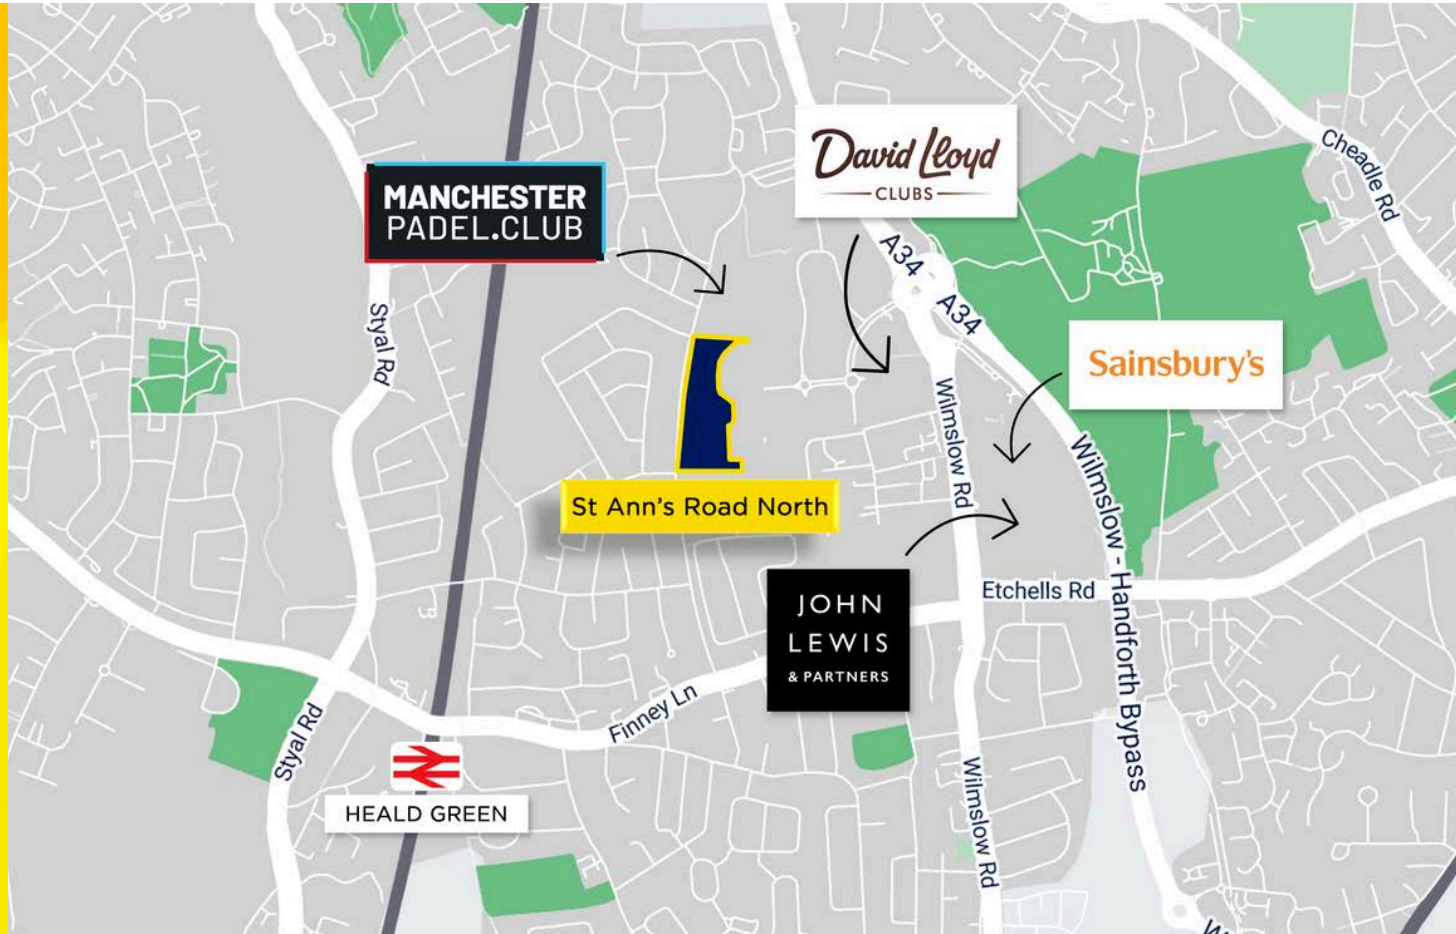 David Lloyd
CLUBS
Cheadle Rd
MANCHESTER
PADEL.CLUB
A34
A34
Styal Rd
Sainsbury's
Wilmslow Rd
Wilmslow - Handforth Bypass
St Ann's Road North
Etchells Rd
JOHN
LEWIS
& PARTNERS
Finney Ln
Styal Rd
HEALD GREEN
Wilmslow Rd